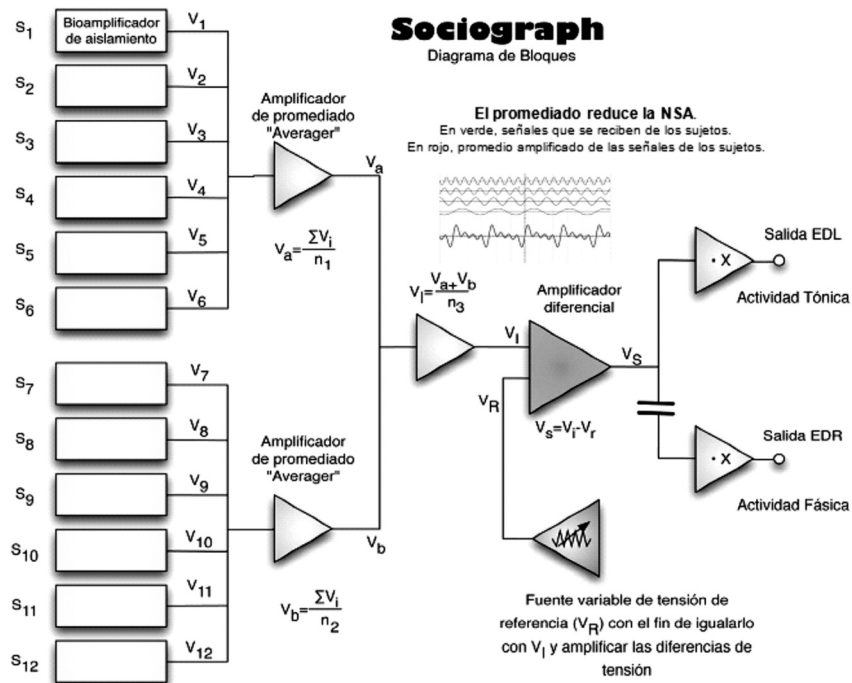 Sociograph
Diagrama de Bloques
S1
Bioamplificador
de aislamiento
V1
S2
V2
S3
V3
S4
V4
S5
V5
S6
V6
Amplificador
de promediado
"Averager"
Va
Va=ΣVi/n1
El promediado reduce la NSA.
En verde, señales que se reciben de los sujetos.
En rojo, promedio amplificado de las señales de los sujetos.
S7
V7
S8
V8
S9
V9
S10
V10
S11
V11
S12
V12
Amplificador
de promediado
"Averager"
Vb
Vb=ΣVi/n2
VI=Va+Vb/n3
Amplificador
diferencial
VI
VR
Vs=Vi-Vr
VS
· X
Salida EDL
Actividad Tónica
· X
Salida EDR
Actividad Fásica
Fuente variable de tensión de
referencia (VR) con el fin de igualarlo
con VI y amplificar las diferencias de
tensión